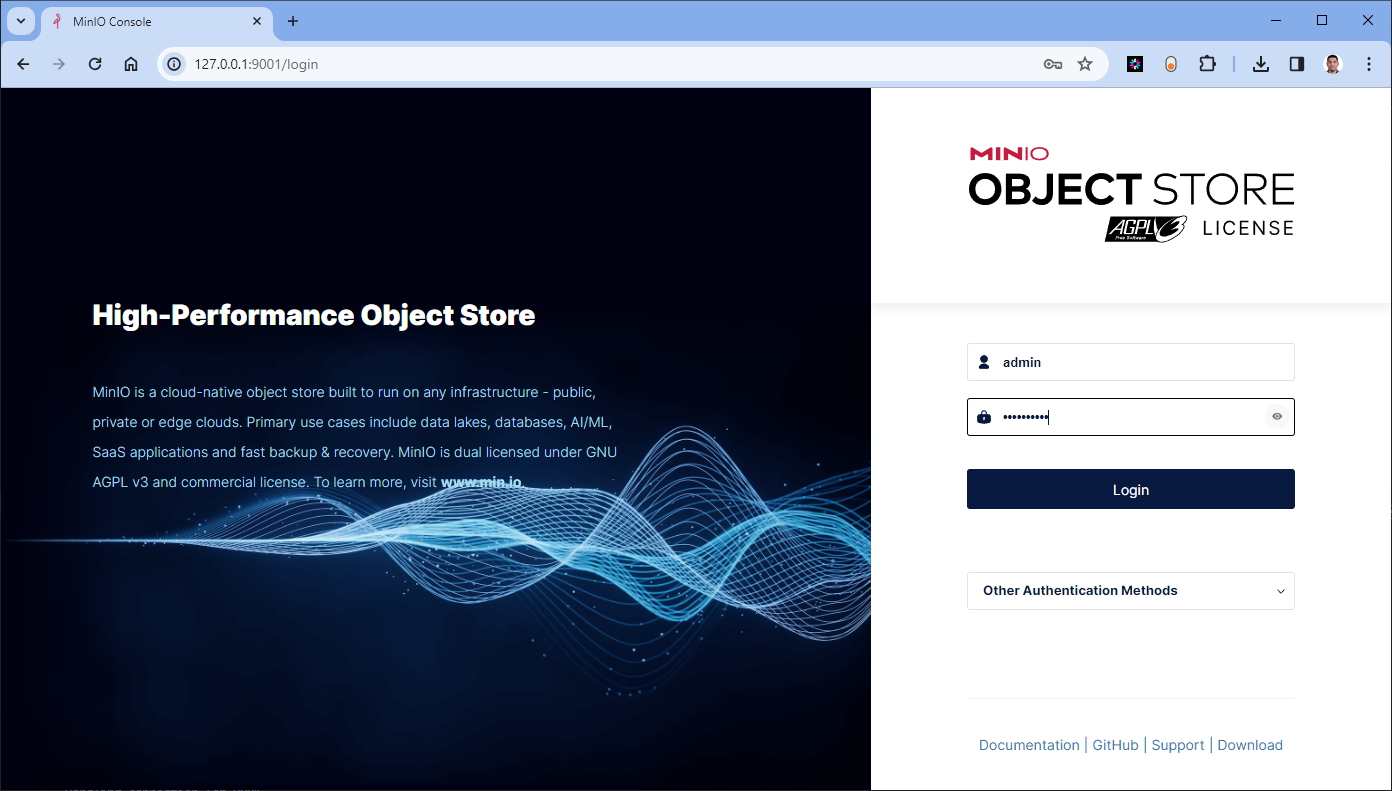 MinIO Console
127.0.0.1:9001/login
High-Performance Object Store
MinIO is a cloud-native object store built to run on any infrastructure - public,
private or edge clouds. Primary use cases include data lakes, databases, AI/ML,
SaaS applications and fast backup & recovery. MinIO is dual licensed under GNU
AGPL v3 and commercial license. To learn more, visit www.min.io.
MINIO
OBJECT STORE
AGPLv3 LICENSE
Free Software
admin
••••••••••
Login
Other Authentication Methods
Documentation | GitHub | Support | Download